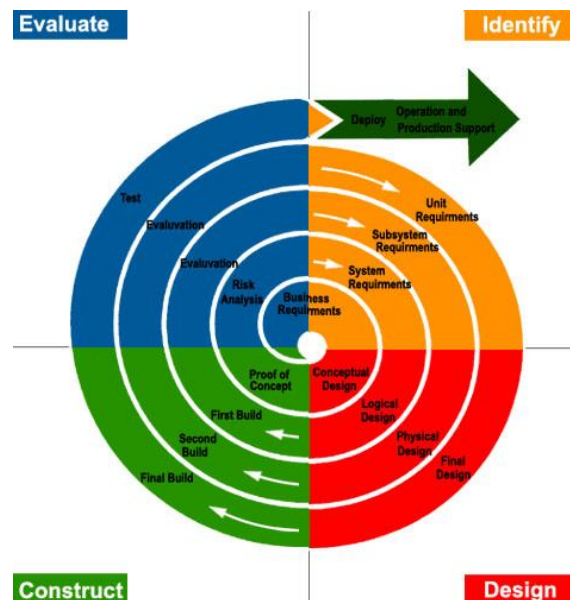 Evaluate
Identify
Deploy
Operation and
Production Support
Test
Unit
Requirments
Evaluvation
Subsystem
Requirments
Evaluvation
System
Requirments
Risk
Analysis
Business
Requirments
Proof of
Concept
Conceptual
Design
First Build
Logical
Design
Second
Build
Physical
Design
Final Build
Final
Design
Construct
Design